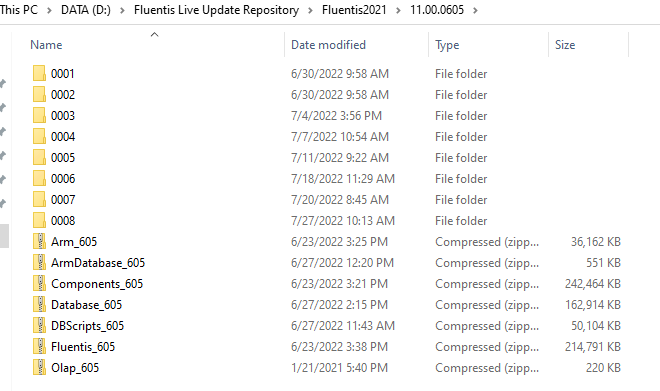 This PC > DATA (D:) > Fluentis Live Update Repository > Fluentis2021 > 11.00.0605 >
Name Date modified Type Size
0001 6/30/2022 9:58 AM File folder
0002 6/30/2022 9:58 AM File folder
0003 7/4/2022 3:56 PM File folder
0004 7/7/2022 10:54 AM File folder
0005 7/11/2022 9:22 AM File folder
0006 7/18/2022 11:29 AM File folder
0007 7/20/2022 8:45 AM File folder
0008 7/27/2022 10:13 AM File folder
Arm_605 6/23/2022 3:25 PM Compressed (zipp... 36,162 KB
ArmDatabase_605 6/27/2022 12:20 PM Compressed (zipp... 551 KB
Components_605 6/23/2022 3:21 PM Compressed (zipp... 242,464 KB
Database_605 6/27/2022 2:15 PM Compressed (zipp... 162,914 KB
DBScripts_605 6/27/2022 11:43 AM Compressed (zipp... 50,104 KB
Fluentis_605 6/23/2022 3:38 PM Compressed (zipp... 214,791 KB
Olap_605 1/21/2021 5:40 PM Compressed (zipp... 220 KB